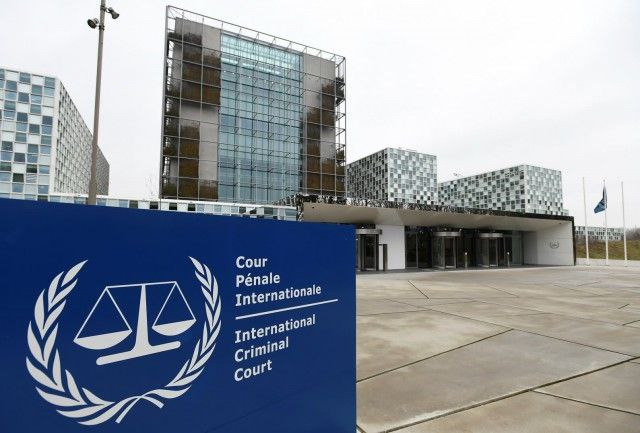 Cour
Pénale
Internationale
International
Criminal
Court